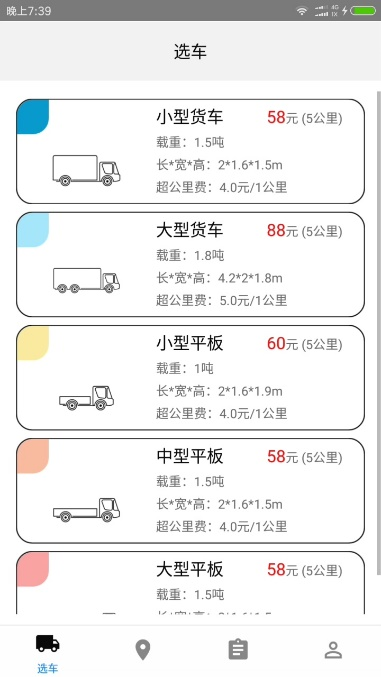 晚上7:39
4G
1X
选车
小型货车 58元 (5公里)
载重：1.5吨
长*宽*高：2*1.6*1.5m
超公里费：4.0元/1公里
大型货车 88元 (5公里)
载重：1.8吨
长*宽*高：4.2*2*1.8m
超公里费：5.0元/1公里
小型平板 60元 (5公里)
载重：1吨
长*宽*高：2*1.6*1.9m
超公里费：4.0元/1公里
中型平板 58元 (5公里)
载重：1.5吨
长*宽*高：2*1.6*1.5m
超公里费：4.0元/1公里
大型平板 58元 (5公里)
载重：1.5吨
选车